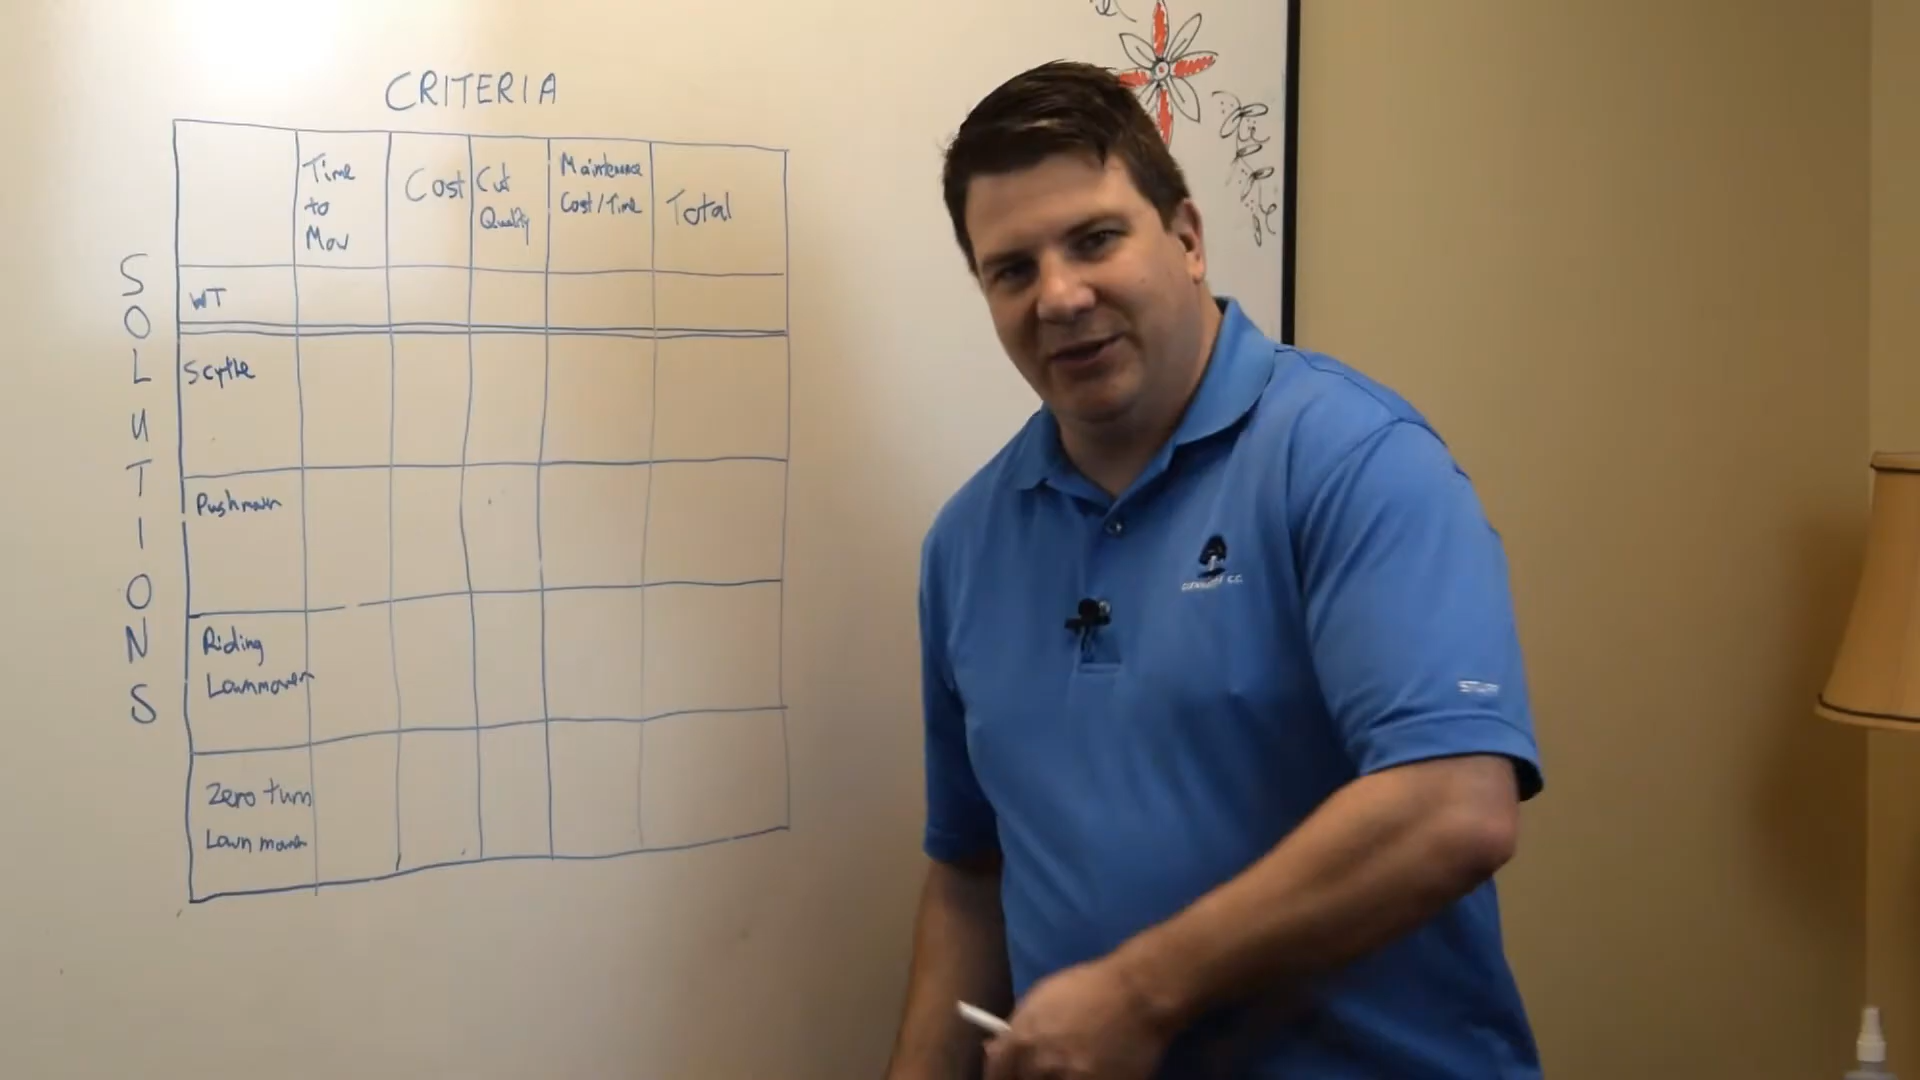 CRITERIA
Time
to
Mow
Cost
Cut
Quality
Maintenance
Cost/Time
Total
SOLUTIONS
WT
Scythe
Pushmower
Riding
Lawnmower
Zero turn
Lawn mower
C.C.